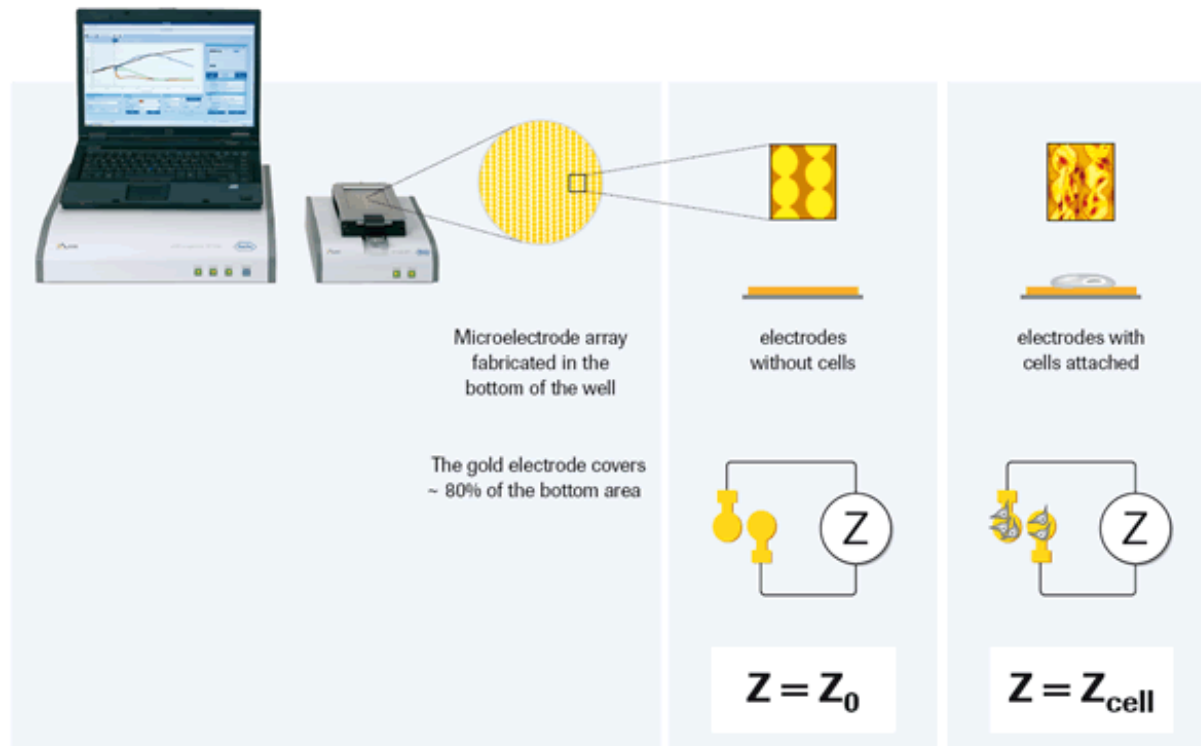 Microelectrode array
fabricated in the
bottom of the well
The gold electrode covers
~ 80% of the bottom area
electrodes
without cells
Z
Z = Z₀
electrodes with
cells attached
Z
Z = Z_cell